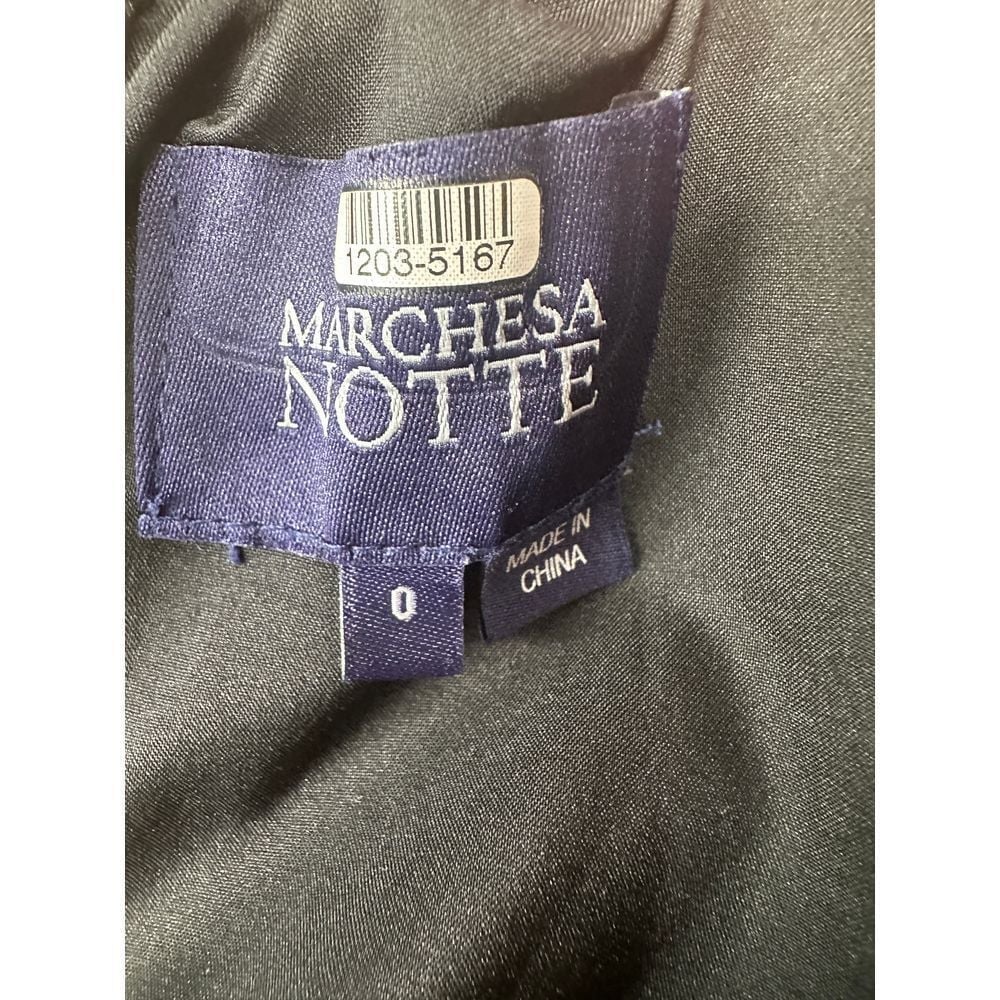 1203-5167
MARCHESA
NOTTE
0
MADE IN
CHINA